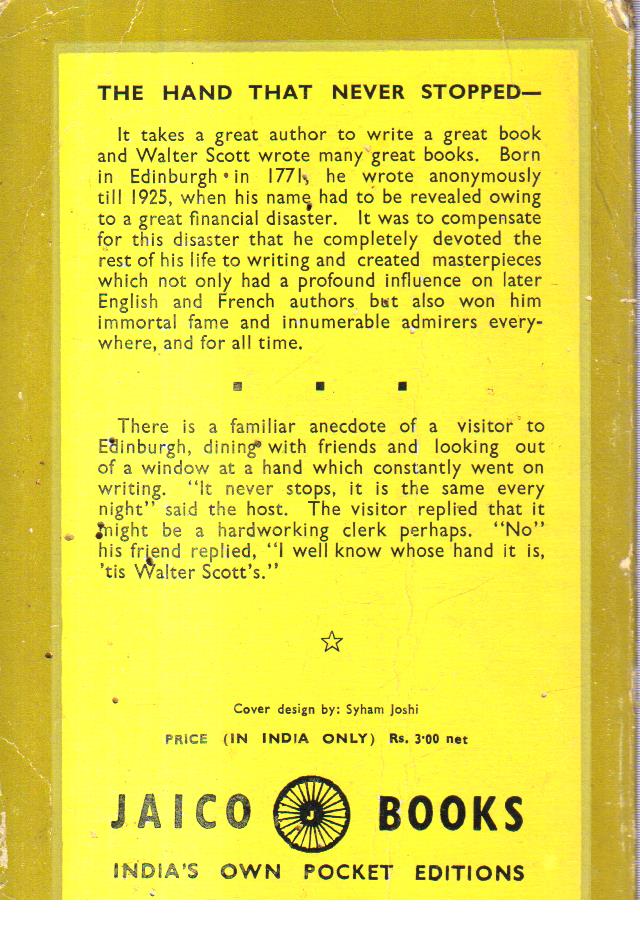 THE HAND THAT NEVER STOPPED—
It takes a great author to write a great book
and Walter Scott wrote many great books. Born
in Edinburgh in 1771, he wrote anonymously
till 1925, when his name had to be revealed owing
to a great financial disaster. It was to compensate
for this disaster that he completely devoted the
rest of his life to writing and created masterpieces
which not only had a profound influence on later
English and French authors but also won him
immortal fame and innumerable admirers every-
where, and for all time.
There is a familiar anecdote of a visitor to
Edinburgh, dining with friends and looking out
of a window at a hand which constantly went on
writing. "It never stops, it is the same every
night" said the host. The visitor replied that it
might be a hardworking clerk perhaps. "No"
his friend replied, "I well know whose hand it is,
'tis Walter Scott's."
Cover design by: Syham Joshi
PRICE (IN INDIA ONLY) Rs. 3·00 net
JAICO J BOOKS
INDIA'S OWN POCKET EDITIONS